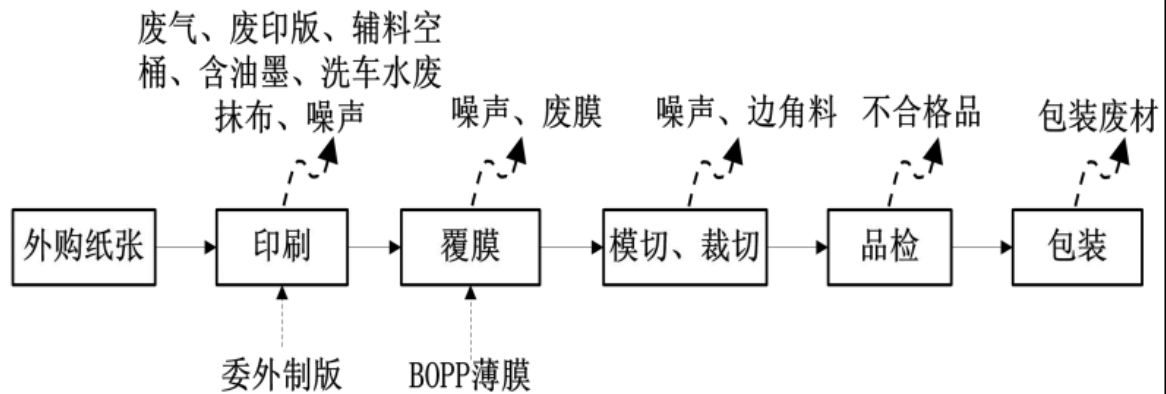 废气、废印版、辅料空
桶、含油墨、洗车水废
抹布、噪声
噪声、废膜
噪声、边角料
不合格品
包装废材
外购纸张
印刷
覆膜
模切、裁切
品检
包装
委外制版
BOPP薄膜